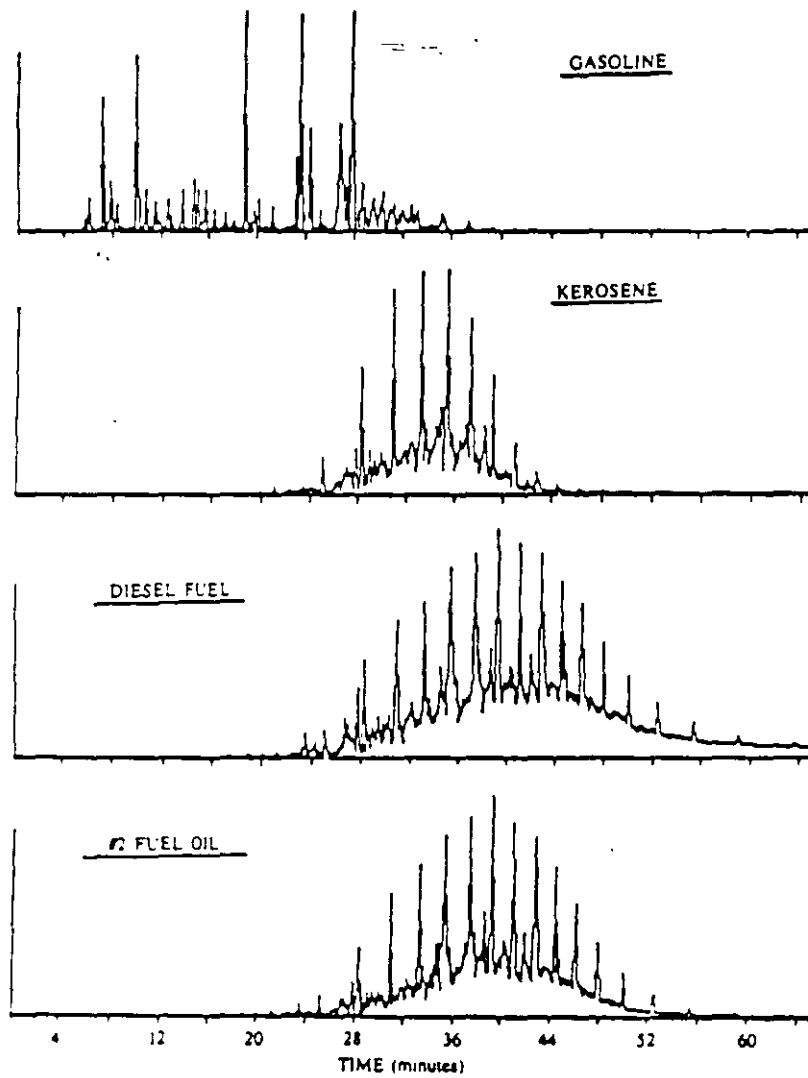 GASOLINE
KEROSENE
DIESEL FUEL
FUEL OIL
4 12 20 28 36 44 52 60
TIME (minutes)